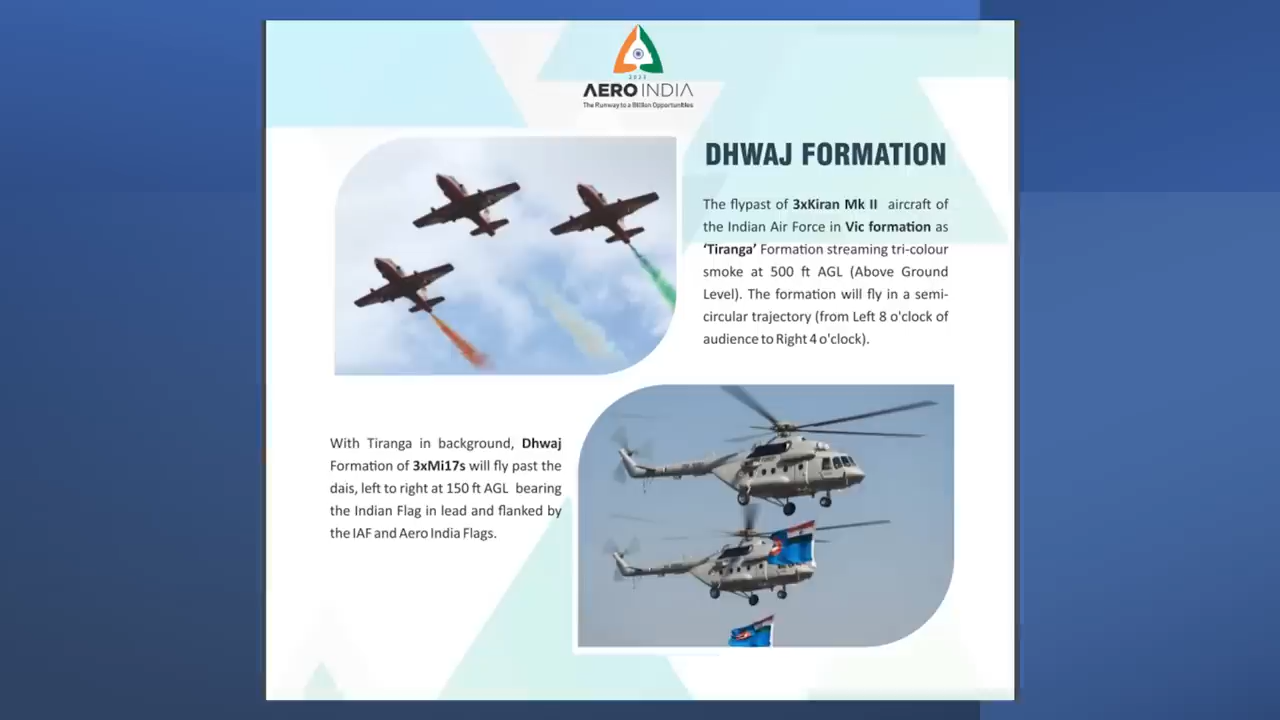 2023
AERO INDIA
The Runway to a Billion Opportunities
DHWAJ FORMATION
The flypast of 3xKiran Mk II aircraft of
the Indian Air Force in Vic formation as
‘Tiranga’ Formation streaming tri-colour
smoke at 500 ft AGL (Above Ground
Level). The formation will fly in a semi-
circular trajectory (from Left 8 o'clock of
audience to Right 4 o'clock).
With Tiranga in background, Dhwaj
Formation of 3xMi17s will fly past the
dais, left to right at 150 ft AGL bearing
the Indian Flag in lead and flanked by
the IAF and Aero India Flags.